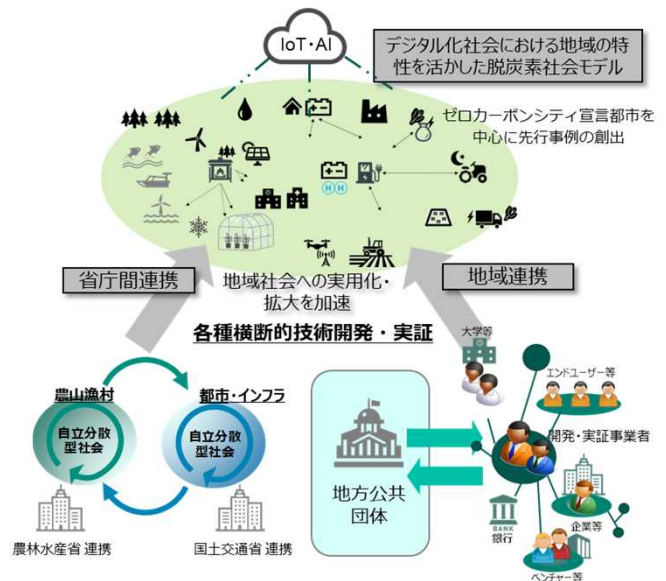 IoT・AI
デジタル化社会における地域の特
性を活かした脱炭素社会モデル
ゼロカーボンシティ宣言都市を
中心に先行事例の創出
H H
省庁間連携
地域社会への実用化・
拡大を加速
地域連携
各種横断的技術開発・実証
大学等
エンドユーザー等
農山漁村
都市・インフラ
自立分散
型社会
自立分散
型社会
開発・実証事業者
地方公共
団体
BANK
銀行
企業等
農林水産省 連携
国土交通省 連携
ベンチャー等